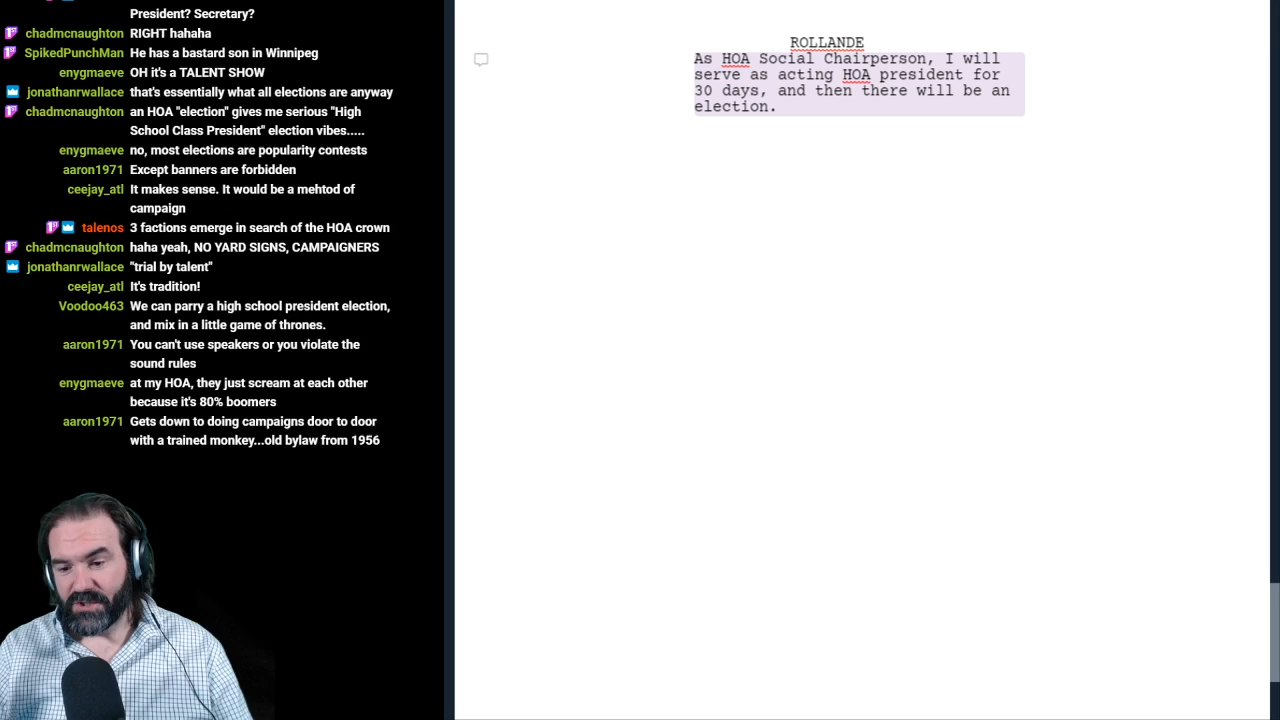 President? Secretary?
chadmcnaughton RIGHT hahaha
SpikedPunchMan He has a bastard son in Winnipeg
enygmaeve OH it's a TALENT SHOW
jonathanrwallace that's essentially what all elections are anyway
chadmcnaughton an HOA "election" gives me serious "High
School Class President" election vibes.....
enygmaeve no, most elections are popularity contests
aaron1971 Except banners are forbidden
ceejay_atl It makes sense. It would be a mehtod of
campaign
talenos 3 factions emerge in search of the HOA crown
chadmcnaughton haha yeah, NO YARD SIGNS, CAMPAIGNERS
jonathanrwallace "trial by talent"
ceejay_atl It's tradition!
Voodoo463 We can parry a high school president election,
and mix in a little game of thrones.
aaron1971 You can't use speakers or you violate the
sound rules
enygmaeve at my HOA, they just scream at each other
because it's 80% boomers
aaron1971 Gets down to doing campaigns door to door
with a trained monkey...old bylaw from 1956
ROLLANDE
As HOA Social Chairperson, I will
serve as acting HOA president for
30 days, and then there will be an
election.